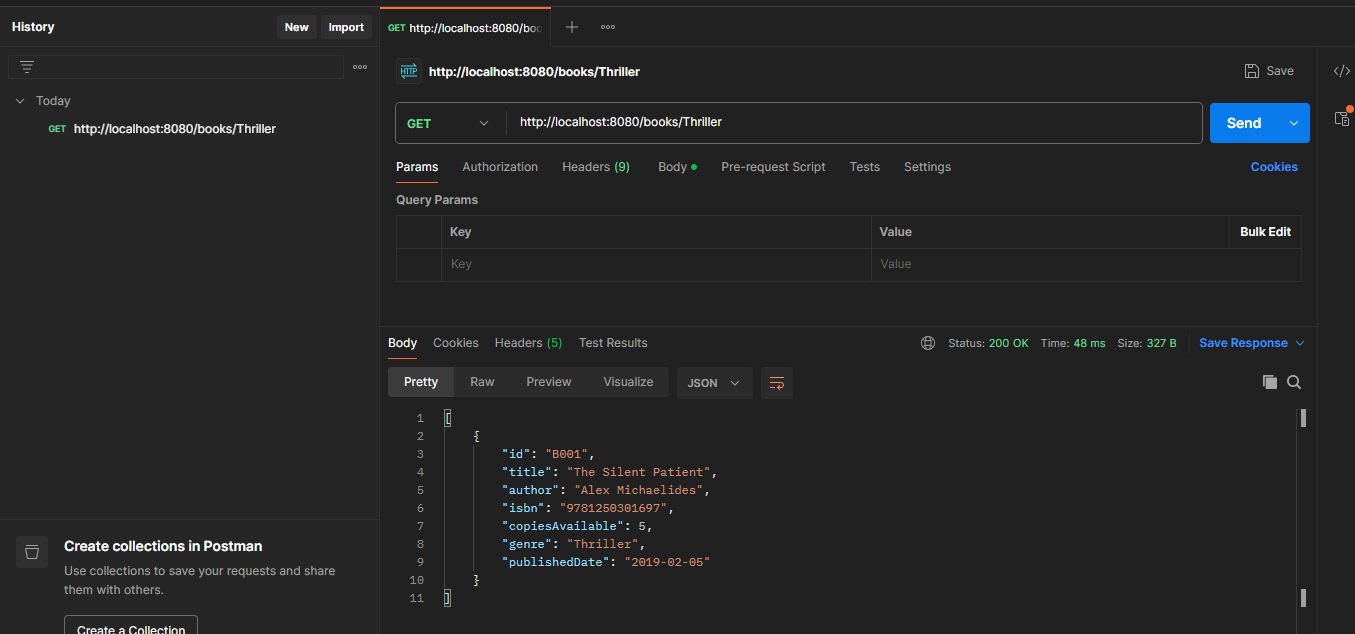 History
New
Import
GET http://localhost:8080/boo
HTTP http://localhost:8080/books/Thriller
Save
Today
GET http://localhost:8080/books/Thriller
GET http://localhost:8080/books/Thriller
Send
Params Authorization Headers (9) Body Pre-request Script Tests Settings Cookies
Query Params
Key Value Bulk Edit
Key Value
Body Cookies Headers (5) Test Results Status: 200 OK Time: 48 ms Size: 327 B Save Response
Pretty Raw Preview Visualize JSON
1 [
2 {
3 "id": "B001",
4 "title": "The Silent Patient",
5 "author": "Alex Michaelides",
6 "isbn": "9781250301697",
7 "copiesAvailable": 5,
8 "genre": "Thriller",
9 "publishedDate": "2019-02-05"
10 }
11 ]
Create collections in Postman
Use collections to save your requests and share
them with others.
Create a Collection